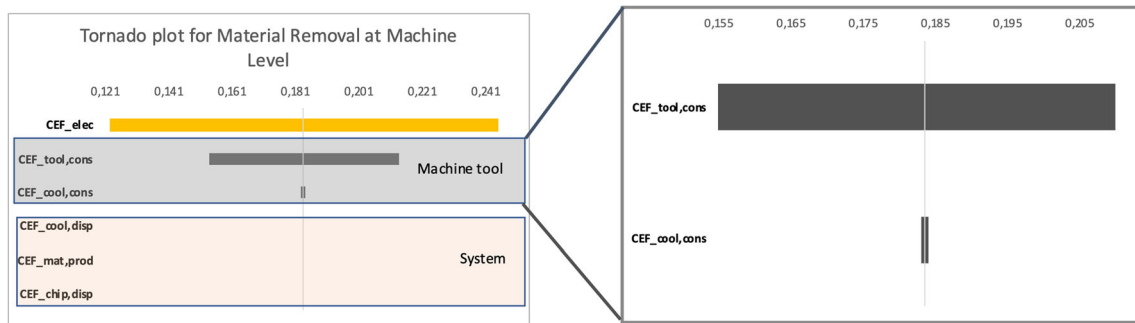 Tornado plot for Material Removal at Machine
Level
0,121 0,141 0,161 0,181 0,201 0,221 0,241
CEF_elec
CEF_tool,cons
Machine tool
CEF_cool,cons
CEF_cool,disp
CEF_mat,prod
System
CEF_chip,disp
0,155 0,165 0,175 0,185 0,195 0,205
CEF_tool,cons
CEF_cool,cons